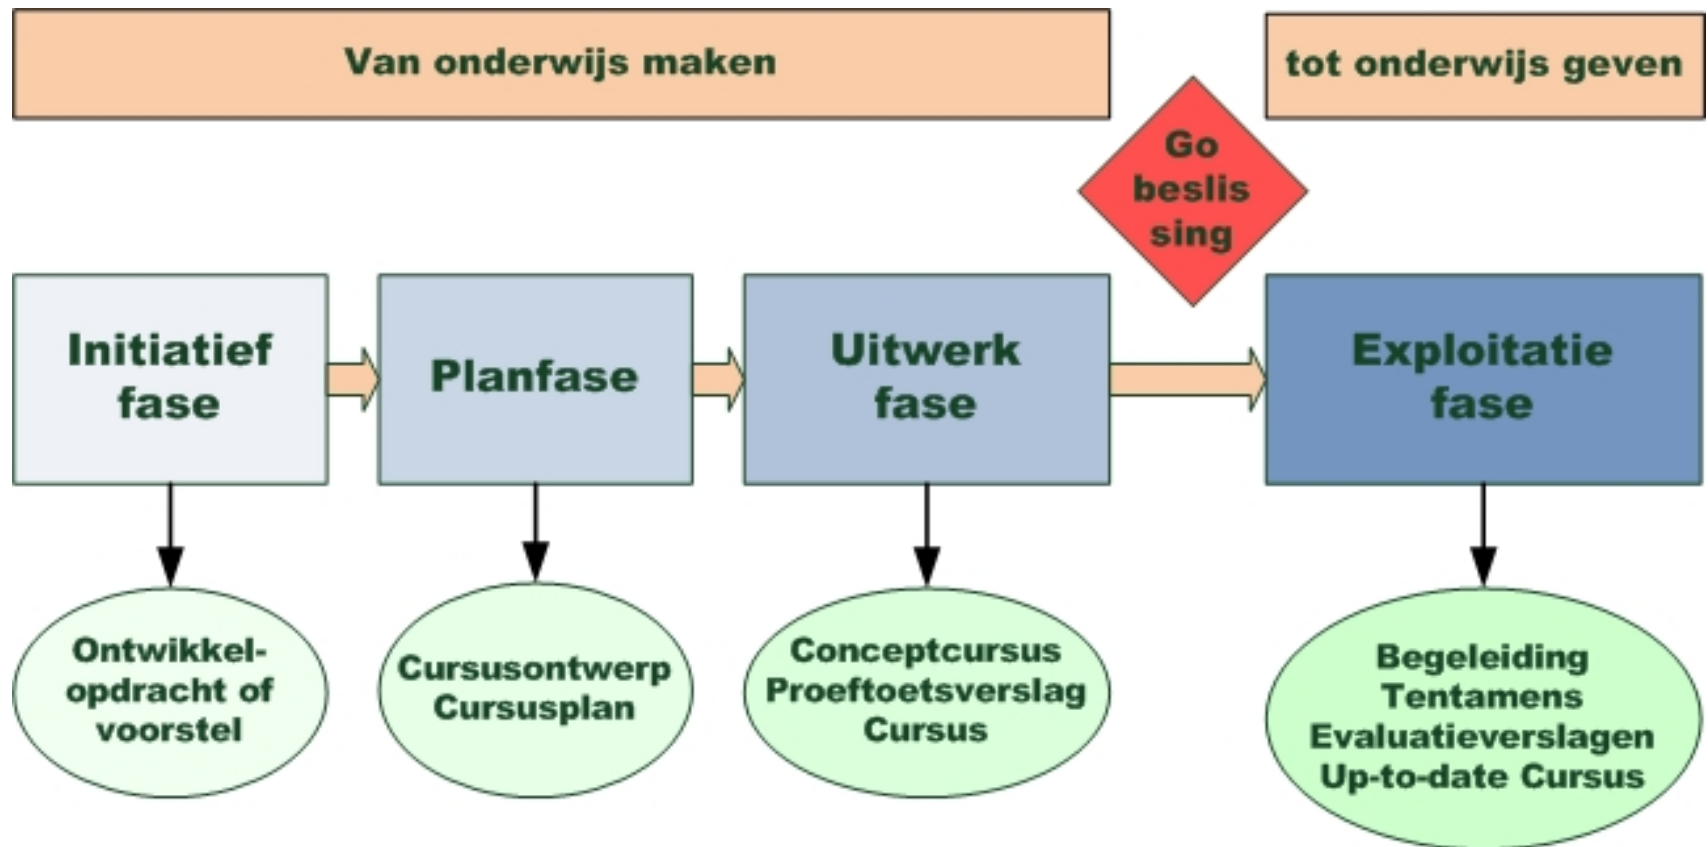 Van onderwijs maken
tot onderwijs geven
Go
beslis
sing
Initiatief
fase
Planfase
Uitwerk
fase
Exploitatie
fase
Ontwikkel-
opdracht of
voorstel
Cursusontwerp
Cursusplan
Conceptcursus
Proeftoetsverslag
Cursus
Begeleiding
Tentamens
Evaluatieverslagen
Up-to-date Cursus